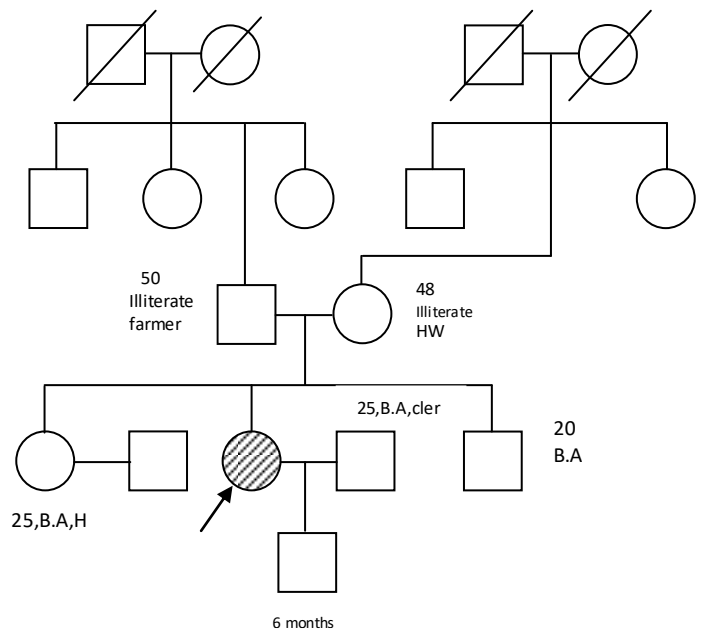 50
Illiterate
farmer
48
Illiterate
HW
25,B.A,cler
20
B.A
25,B.A,H
6 months